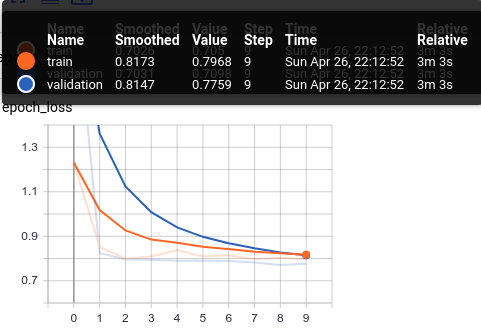 Name Smoothed Value Step Time Relative
train 0.7026 0.705 9 Sun Apr 26, 22:12:52 3m 3s
validation 0.7031 0.7098 9 Sun Apr 26, 22:12:52 3m 3s
Name Smoothed Value Step Time Relative
train 0.8173 0.7968 9 Sun Apr 26, 22:12:52 3m 3s
validation 0.8147 0.7759 9 Sun Apr 26, 22:12:52 3m 3s
epoch_loss
1.3
1.1
0.9
0.7
0 1 2 3 4 5 6 7 8 9